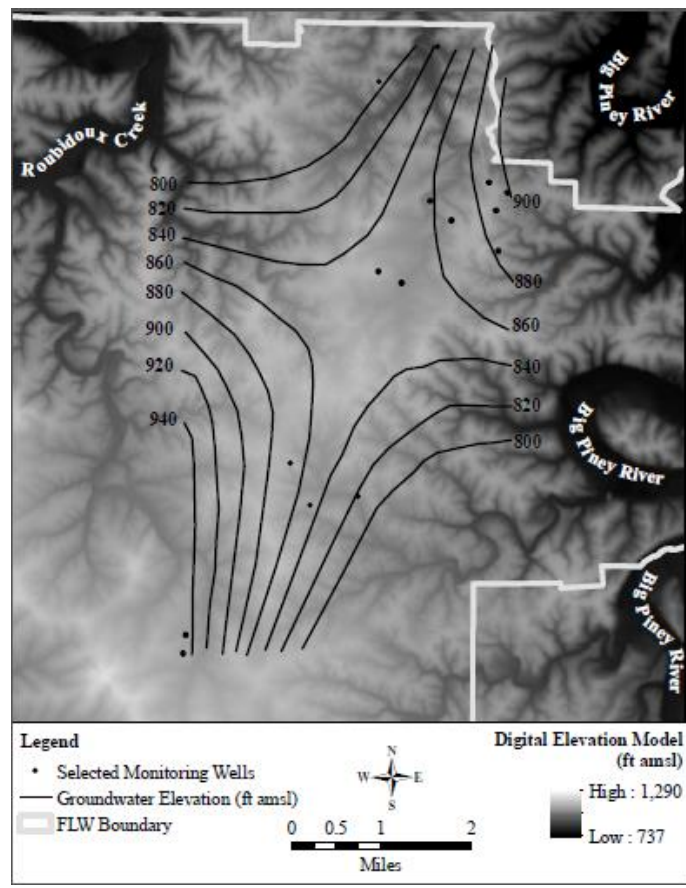 Big Piney River
Roubidoux Creek
800
820
840
860
880
900
920
940
900
880
860
840
820
800
Big Piney River
Big Piney River
Legend
Selected Monitoring Wells
Groundwater Elevation (ft amsl)
FLW Boundary
N
W E
S
0 0.5 1 2
Miles
Digital Elevation Model
(ft amsl)
High : 1,290
Low : 737